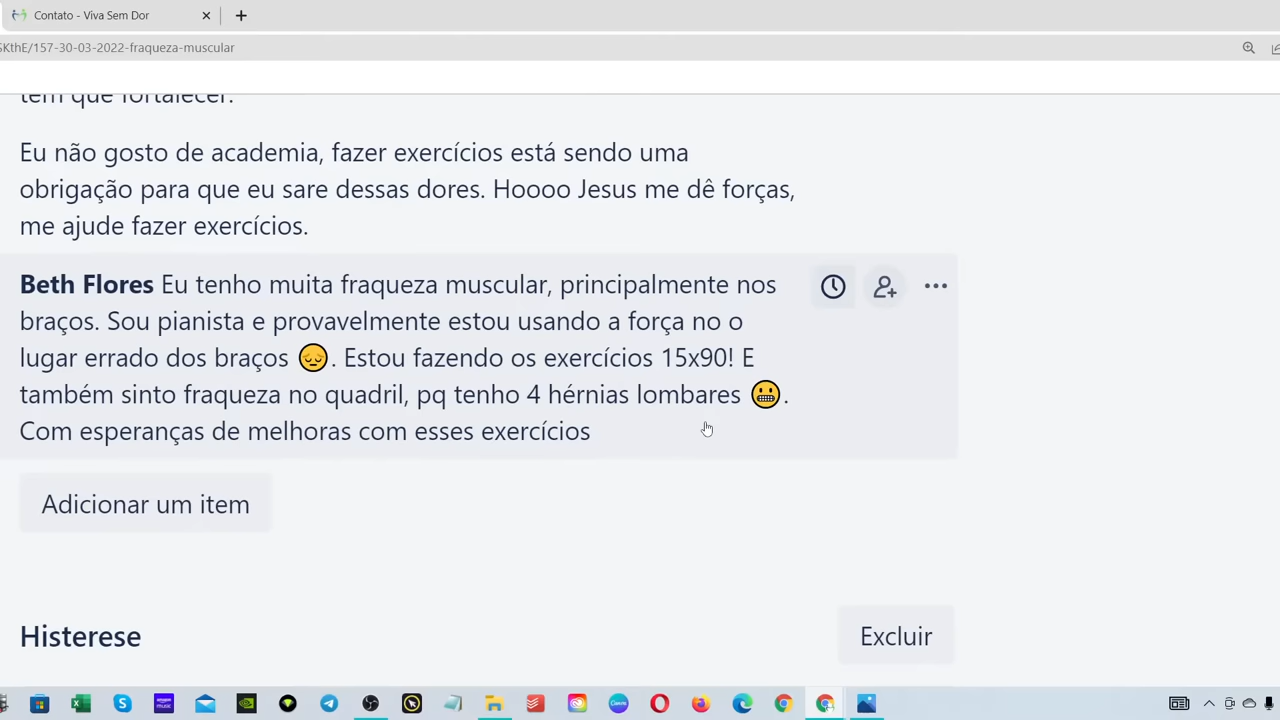 Contato - Viva Sem Dor
GKthE/157-30-03-2022-fraqueza-muscular
tem que fortalecer.
Eu não gosto de academia, fazer exercícios está sendo uma
obrigação para que eu sare dessas dores. Hoooo Jesus me dê forças,
me ajude fazer exercícios.
Beth Flores Eu tenho muita fraqueza muscular, principalmente nos
braços. Sou pianista e provavelmente estou usando a força no o
lugar errado dos braços 😔. Estou fazendo os exercícios 15x90! E
também sinto fraqueza no quadril, pq tenho 4 hérnias lombares 😬.
Com esperanças de melhoras com esses exercícios
Adicionar um item
Histerese
Excluir